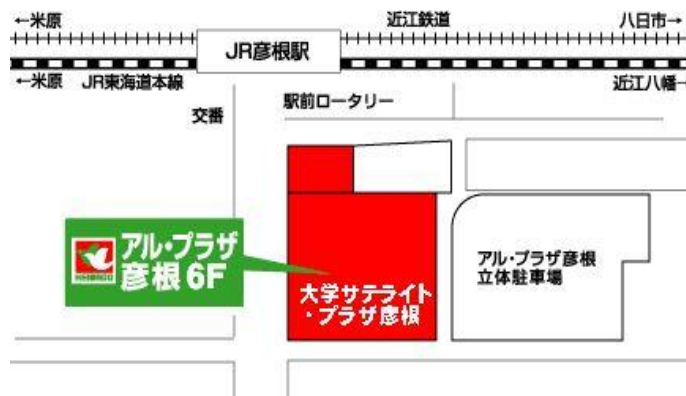 ←米原
近江鉄道
八日市→
JR彦根駅
←米原
JR東海道本線
近江八幡→
交番
駅前ロータリー
アル・プラザ
彦根6F
HEIWADO
大学サテライト
・プラザ彦根
アル・プラザ彦根
立体駐車場